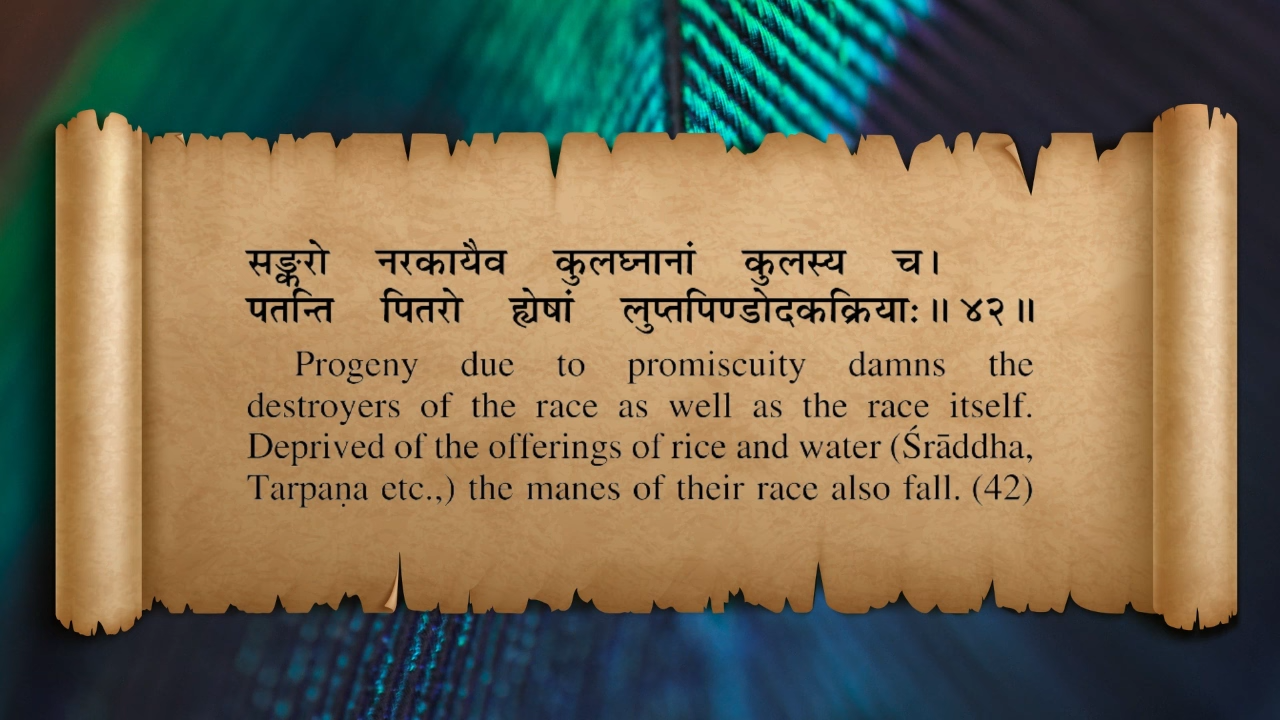 सङ्करो नरकायैव कुलघ्नानां कुलस्य च।
पतन्ति पितरो ह्येषां लुप्तपिण्डोदकक्रियाः॥ ४२॥
Progeny due to promiscuity damns the
destroyers of the race as well as the race itself.
Deprived of the offerings of rice and water (Śrāddha,
Tarpaṇa etc.,) the manes of their race also fall. (42)